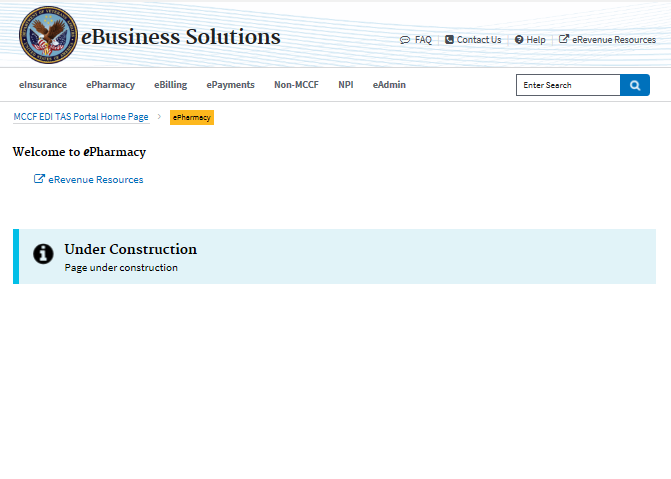 eBusiness Solutions
FAQ Contact Us Help eRevenue Resources
eInsurance ePharmacy eBilling ePayments Non-MCCF NPI eAdmin Enter Search
MCCF EDI TAS Portal Home Page ePharmacy
Welcome to ePharmacy
eRevenue Resources
Under Construction
Page under construction